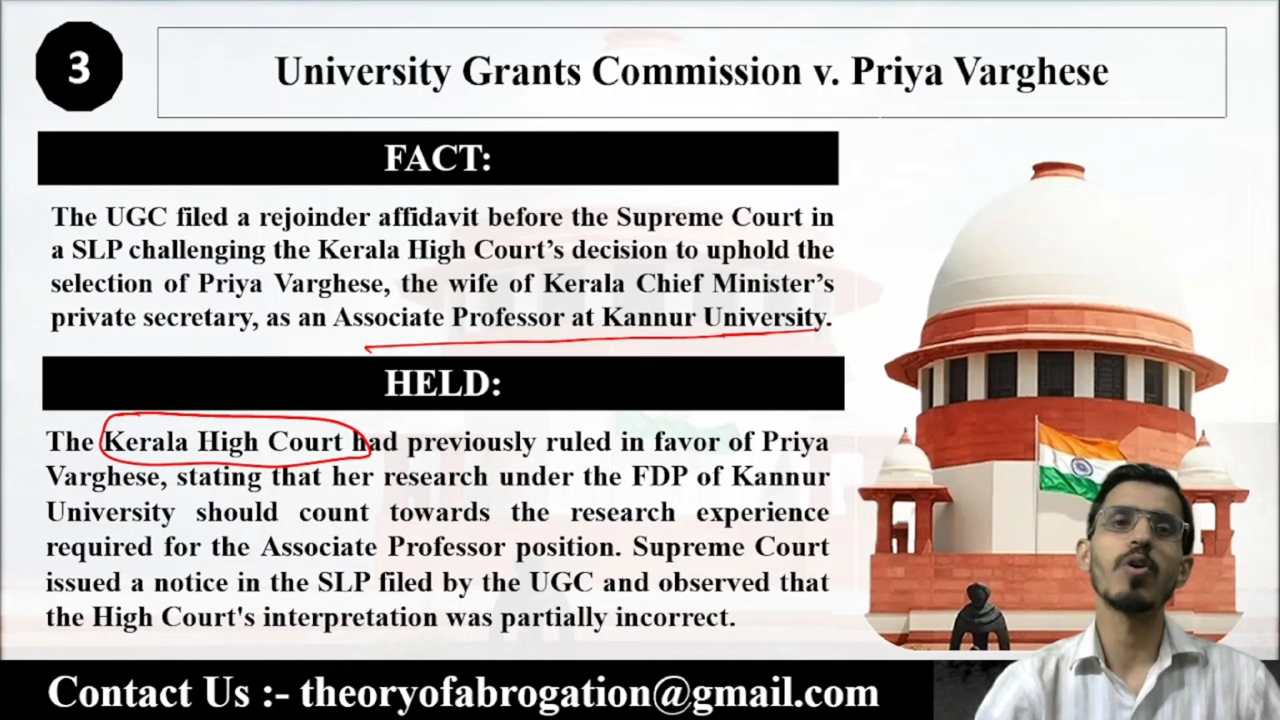 3
University Grants Commission v. Priya Varghese
FACT:
The UGC filed a rejoinder affidavit before the Supreme Court in
a SLP challenging the Kerala High Court’s decision to uphold the
selection of Priya Varghese, the wife of Kerala Chief Minister’s
private secretary, as an Associate Professor at Kannur University.
HELD:
The Kerala High Court had previously ruled in favor of Priya
Varghese, stating that her research under the FDP of Kannur
University should count towards the research experience
required for the Associate Professor position. Supreme Court
issued a notice in the SLP filed by the UGC and observed that
the High Court's interpretation was partially incorrect.
Contact Us :- theoryofabrogation@gmail.com